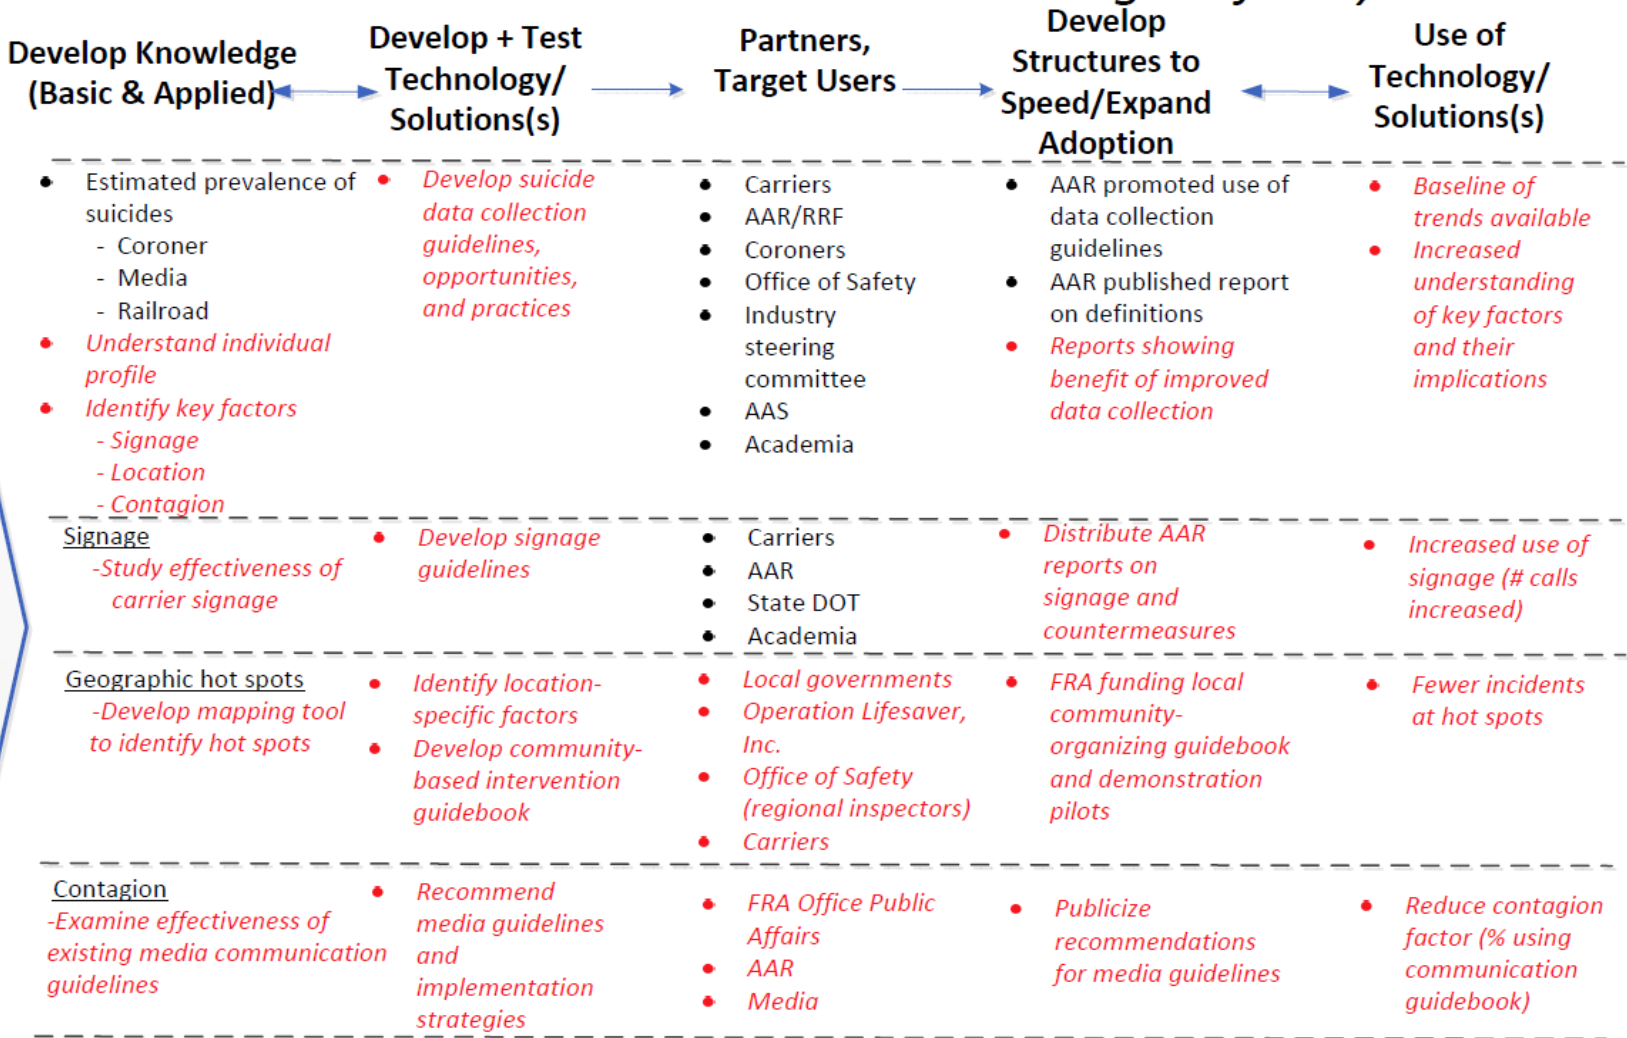 Develop Knowledge
(Basic & Applied)
Develop + Test
Technology/
Solutions(s)
Partners,
Target Users
Develop
Structures to
Speed/Expand
Adoption
Use of
Technology/
Solutions(s)
Estimated prevalence of
suicides
- Coroner
- Media
- Railroad
Understand individual
profile
Identify key factors
- Signage
- Location
- Contagion
Develop suicide
data collection
guidelines,
opportunities,
and practices
Carriers
AAR/RRF
Coroners
Office of Safety
Industry
steering
committee
AAS
Academia
AAR promoted use of
data collection
guidelines
AAR published report
on definitions
Reports showing
benefit of improved
data collection
Baseline of
trends available
Increased
understanding
of key factors
and their
implications
Signage
-Study effectiveness of
carrier signage
Develop signage
guidelines
Carriers
AAR
State DOT
Academia
Distribute AAR
reports on
signage and
countermeasures
Increased use of
signage (# calls
increased)
Geographic hot spots
-Develop mapping tool
to identify hot spots
Identify location-
specific factors
Develop community-
based intervention
guidebook
Local governments
Operation Lifesaver,
Inc.
Office of Safety
(regional inspectors)
Carriers
FRA funding local
community-
organizing guidebook
and demonstration
pilots
Fewer incidents
at hot spots
Contagion
-Examine effectiveness of
existing media communication
guidelines
Recommend
media guidelines
and
implementation
strategies
FRA Office Public
Affairs
AAR
Media
Publicize
recommendations
for media guidelines
Reduce contagion
factor (% using
communication
guidebook)